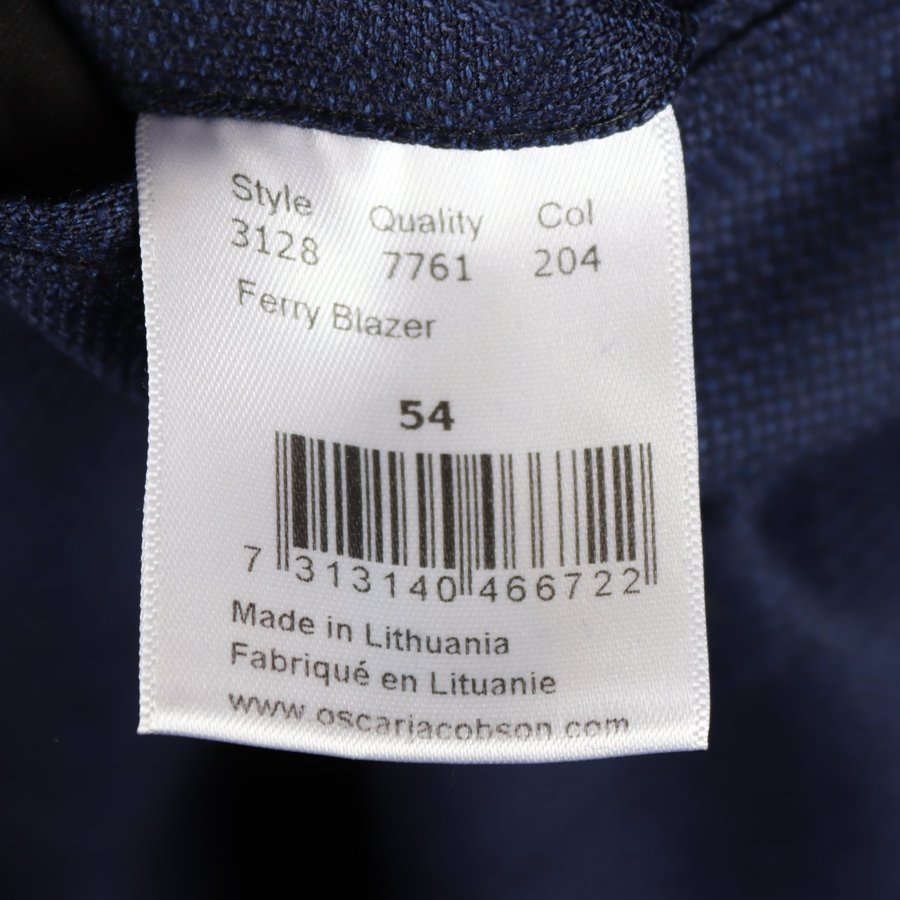 Style Quality Col
3128 7761 204
Ferry Blazer
54
7 313140 466722
Made in Lithuania
Fabriqué en Lituanie
www.oscarjacobson.com